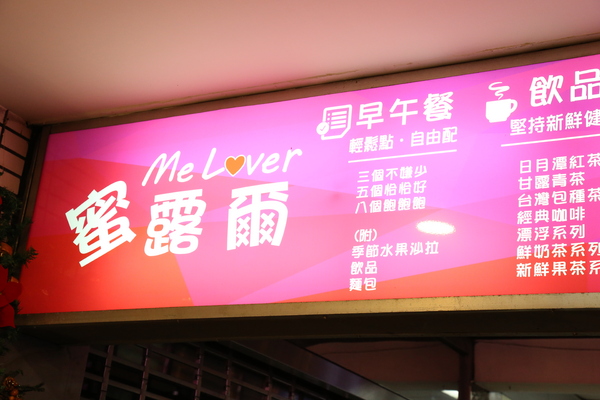 Me Lover
蜜露爾
早午餐
輕鬆點·自由配
三個不嫌少
五個恰恰好
八個飽飽飽
(附)
季節水果沙拉
飲品
麵包
飲品
堅持新鮮健
日月潭紅茶
甘露青茶
台灣包種茶
經典咖啡
漂浮系列
鮮奶茶系列
新鮮果茶系